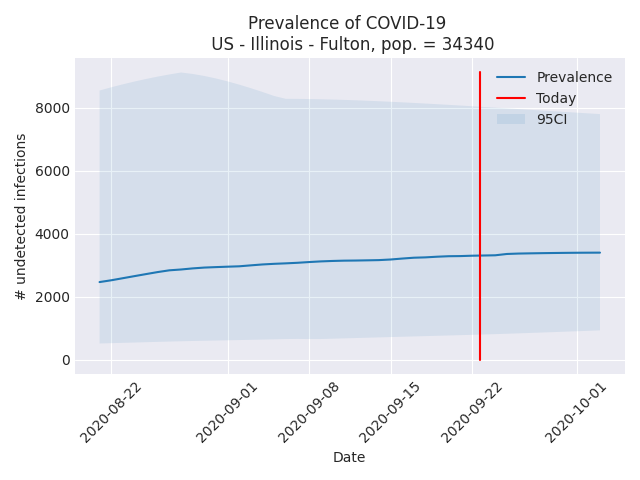 Prevalence of COVID-19
US - Illinois - Fulton, pop. = 34340
Prevalence
Today
95CI
8000
6000
4000
2000
0
# undetected infections
2020-08-22
2020-09-01
2020-09-08
2020-09-15
2020-09-22
2020-10-01
Date